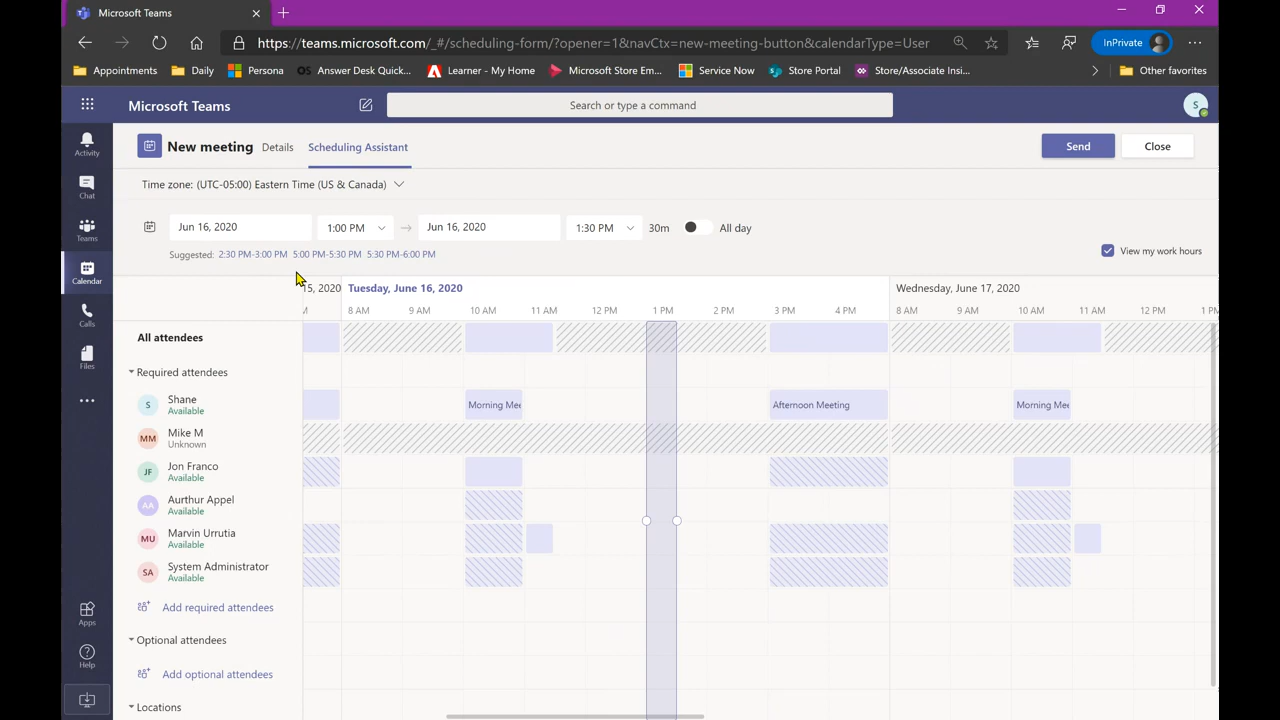 Microsoft Teams
https://teams.microsoft.com/_#/scheduling-form/?opener=1&navCtx=new-meeting-button&calendarType=User
InPrivate
Appointments
Daily
Persona
OS Answer Desk Quick...
Learner - My Home
Microsoft Store Em...
Service Now
Store Portal
Store/Associate Insi...
Other favorites
Microsoft Teams
Search or type a command
S
Activity
Chat
Teams
Calendar
Calls
Files
Apps
Help
New meeting
Details
Scheduling Assistant
Send
Close
Time zone: (UTC-05:00) Eastern Time (US & Canada)
Jun 16, 2020
1:00 PM
Jun 16, 2020
1:30 PM
30m
All day
Suggested: 2:30 PM-3:00 PM 5:00 PM-5:30 PM 5:30 PM-6:00 PM
View my work hours
15, 2020
Tuesday, June 16, 2020
Wednesday, June 17, 2020
M
8 AM
9 AM
10 AM
11 AM
12 PM
1 PM
2 PM
3 PM
4 PM
8 AM
9 AM
10 AM
11 AM
12 PM
1 P
All attendees
Required attendees
S
Shane
Available
Morning Mee
Afternoon Meeting
Morning Mee
MM
Mike M
Unknown
JF
Jon Franco
Available
AA
Aurthur Appel
Available
MU
Marvin Urrutia
Available
SA
System Administrator
Available
Add required attendees
Optional attendees
Add optional attendees
Locations